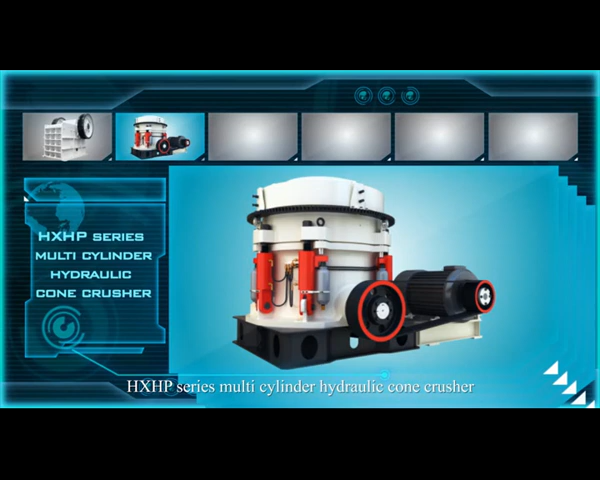 HXHP SERIES
MULTI CYLINDER
HYDRAULIC
CONE CRUSHER
HXHP series multi cylinder hydraulic cone crusher